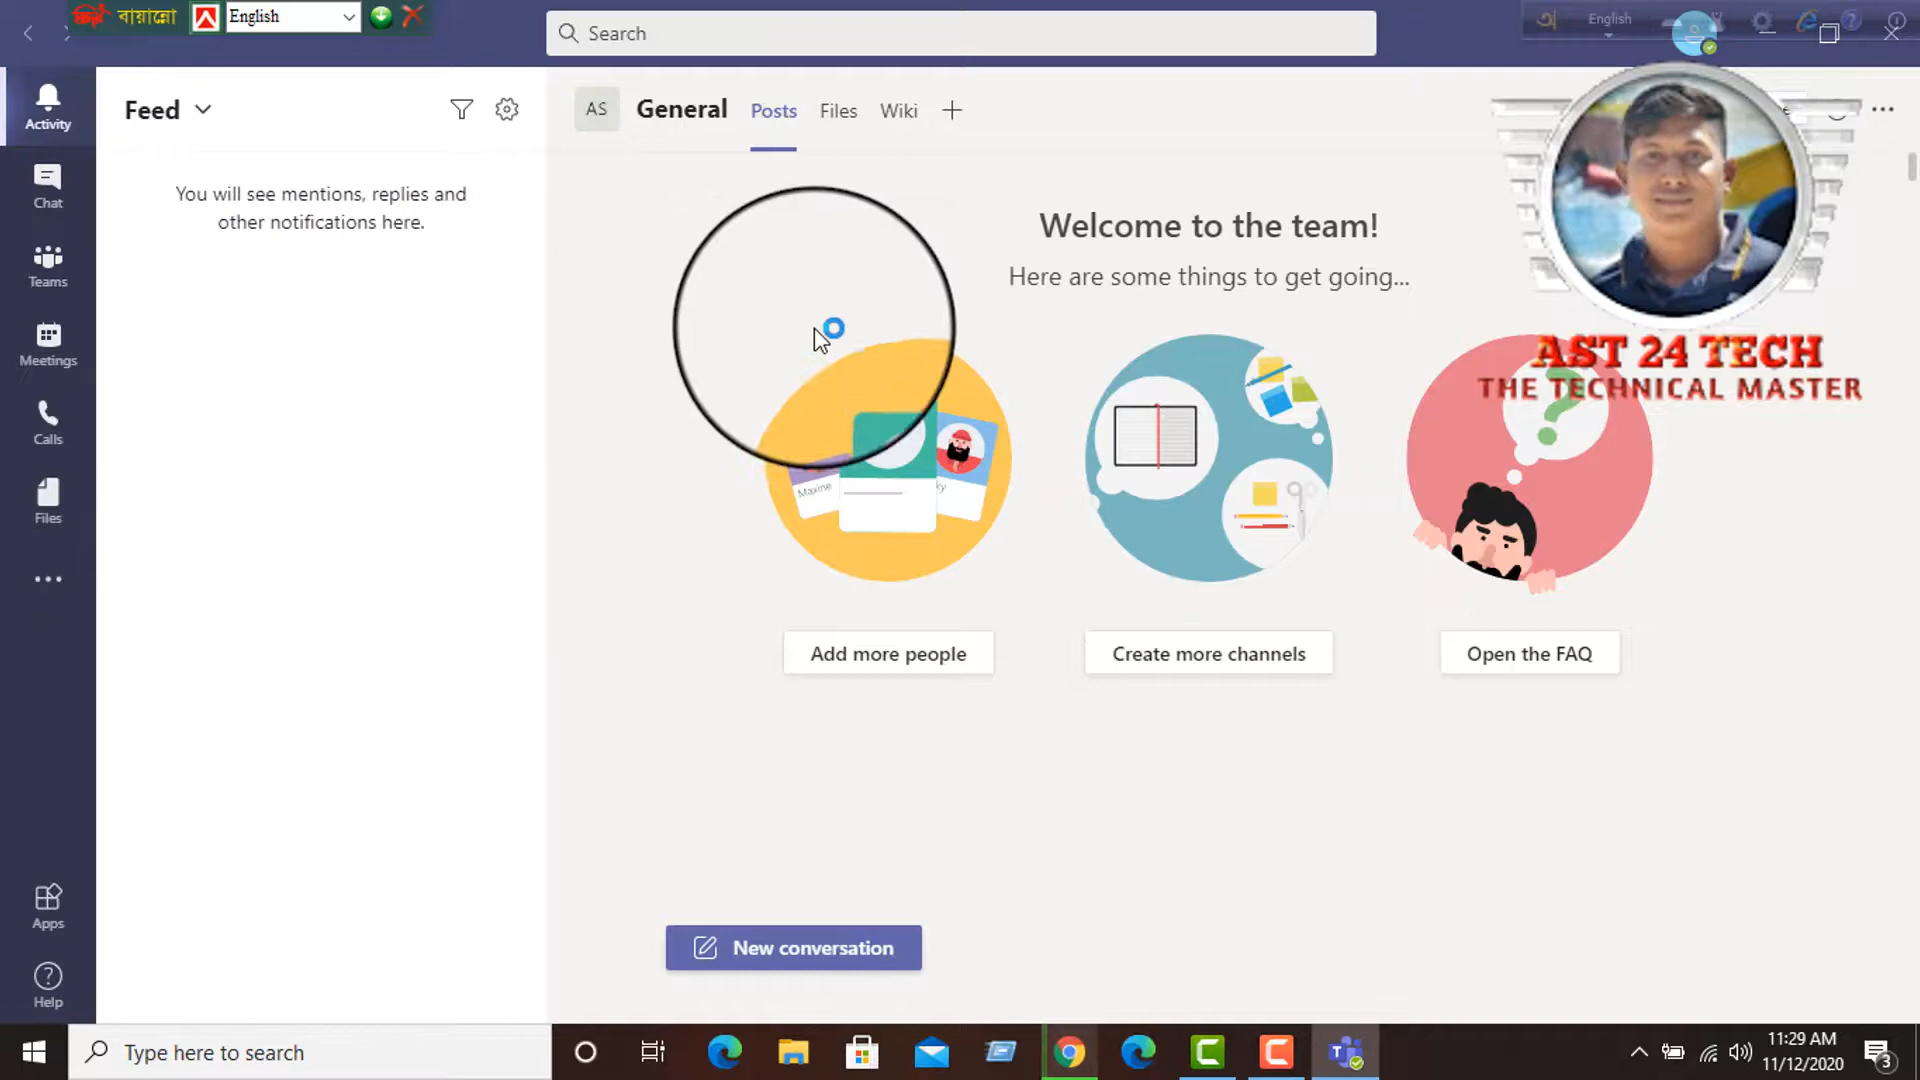 বায়ান্নো
English
Search
English
Activity
Feed
AS
General
Posts
Files
Wiki
You will see mentions, replies and
other notifications here.
Chat
Teams
Meetings
Calls
Files
Welcome to the team!
Here are some things to get going...
AST 24 TECH
THE TECHNICAL MASTER
Maxine
Add more people
Create more channels
Open the FAQ
New conversation
Apps
Help
Type here to search
11:29 AM
11/12/2020
3